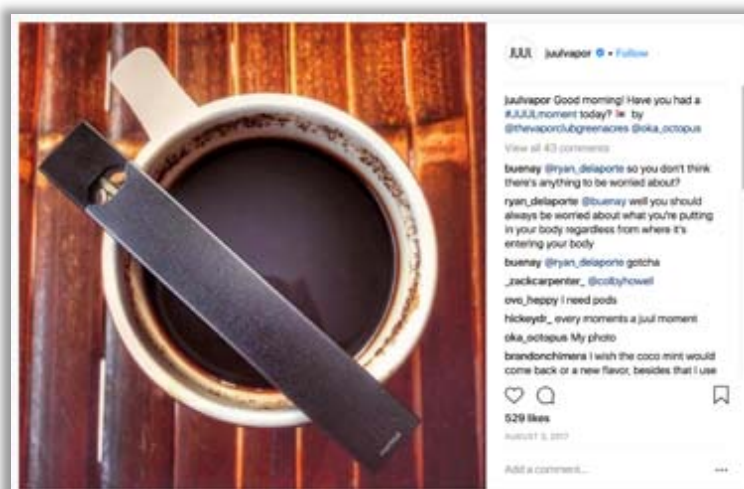 JUUL juulvapor • Follow
juulvapor Good morning! Have you had a
#JUULmoment today? by
@thevaporclubgreenacres @oka_octopus
View all 43 comments
buenay @ryan_delaporte so you don't think
there's anything to be worried about?
ryan_delaporte @buenay well you should
always be worried about what you're putting
in your body regardless from where it's
entering your body
buenay @ryan_delaporte gotcha
_zackcarpenter_ @colbyhowell
ovo_heppy I need pods
hickeydr_ every moments a juul moment
oka_octopus My photo
brandonchimera I wish the coco mint would
come back or a new flavor, besides that I use
529 likes
AUGUST 5, 2017
Add a comment...